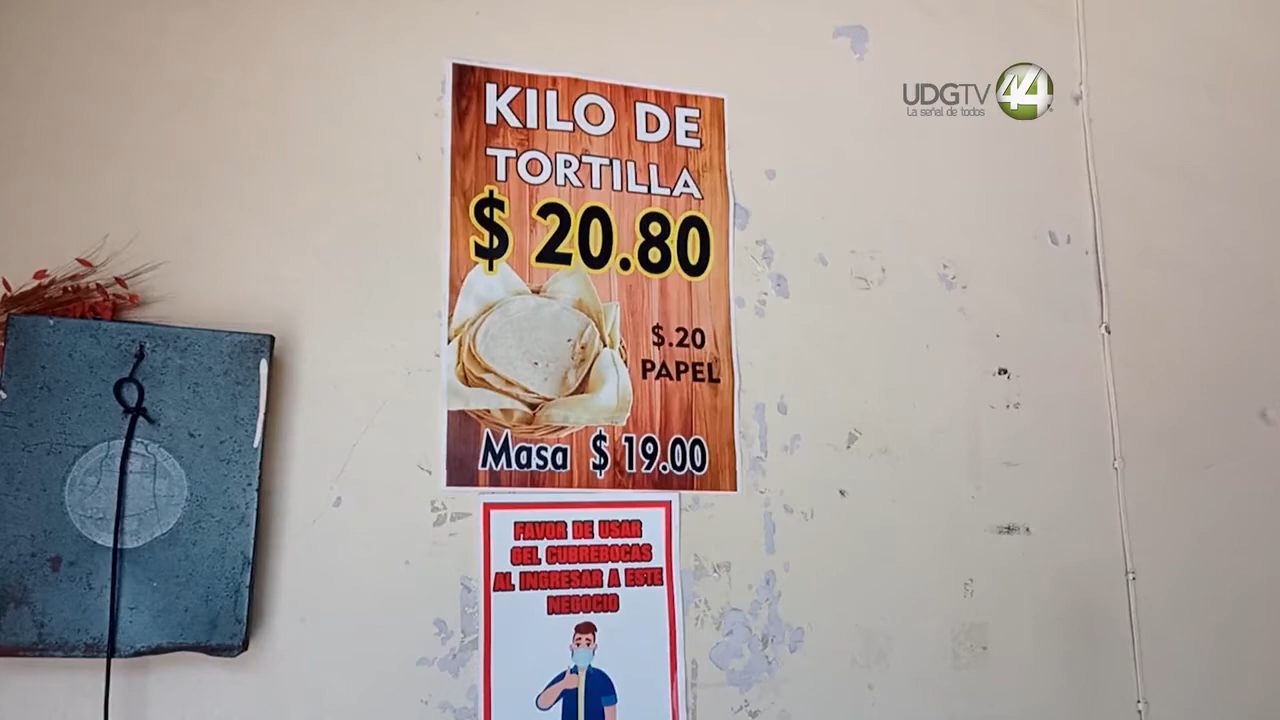 KILO DE
TORTILLA
$ 20.80
$.20
PAPEL
Masa $ 19.00
FAVOR DE USAR
GEL CUBREBOCAS
AL INGRESAR A ESTE
NEGOCIO
UDGTV 44
La señal de todos